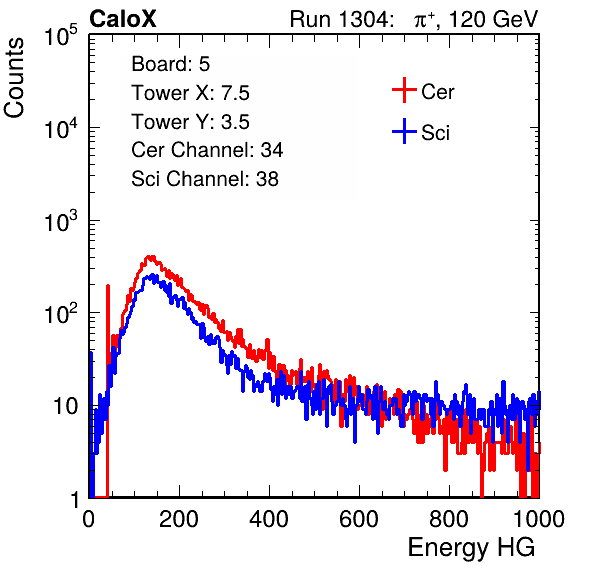 CaloX Run 1304: π⁺, 120 GeV
Counts
Board: 5
Tower X: 7.5
Tower Y: 3.5
Cer Channel: 34
Sci Channel: 38
Cer
Sci
10⁵
10⁴
10³
10²
10
1
0 200 400 600 800 1000
Energy HG